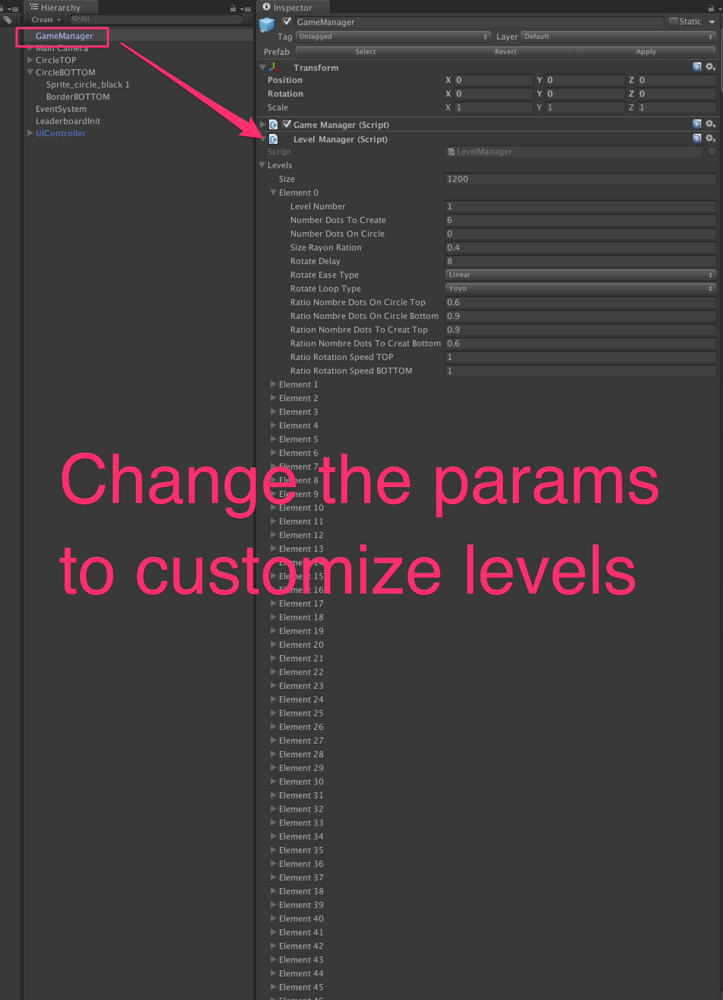 Hierarchy
Create
All
GameManager
Main Camera
CircleTOP
CircleBOTTOM
Sprite_circle_black 1
BorderBOTTOM
EventSystem
LeaderboardInit
UIController
Inspector
GameManager Static
Tag Untagged Layer Default
Prefab Select Revert Apply
Transform
Position X 0 Y 0 Z 0
Rotation X 0 Y 0 Z 0
Scale X 1 Y 1 Z 1
Game Manager (Script)
Level Manager (Script)
Script LevelManager
Levels
Size 1200
Element 0
Level Number 1
Number Dots To Create 6
Number Dots On Circle 0
Size Rayon Ration 0.4
Rotate Delay 8
Rotate Ease Type Linear
Rotate Loop Type Yoyo
Ratio Nombre Dots On Circle Top 0.6
Ratio Nombre Dots On Circle Bottom 0.9
Ration Nombre Dots To Creat Top 0.9
Ration Nombre Dots To Creat Bottom 0.6
Ratio Rotation Speed TOP 1
Ratio Rotation Speed BOTTOM 1
Element 1
Element 2
Element 3
Element 4
Element 5
Element 6
Element 7
Element 8
Element 9
Element 10
Element 11
Element 12
Element 13
Element 14
Element 15
Element 16
Element 17
Element 18
Element 19
Element 20
Element 21
Element 22
Element 23
Element 24
Element 25
Element 26
Element 27
Element 28
Element 29
Element 30
Element 31
Element 32
Element 33
Element 34
Element 35
Element 36
Element 37
Element 38
Element 39
Element 40
Element 41
Element 42
Element 43
Element 44
Element 45
Change the params
to customize levels